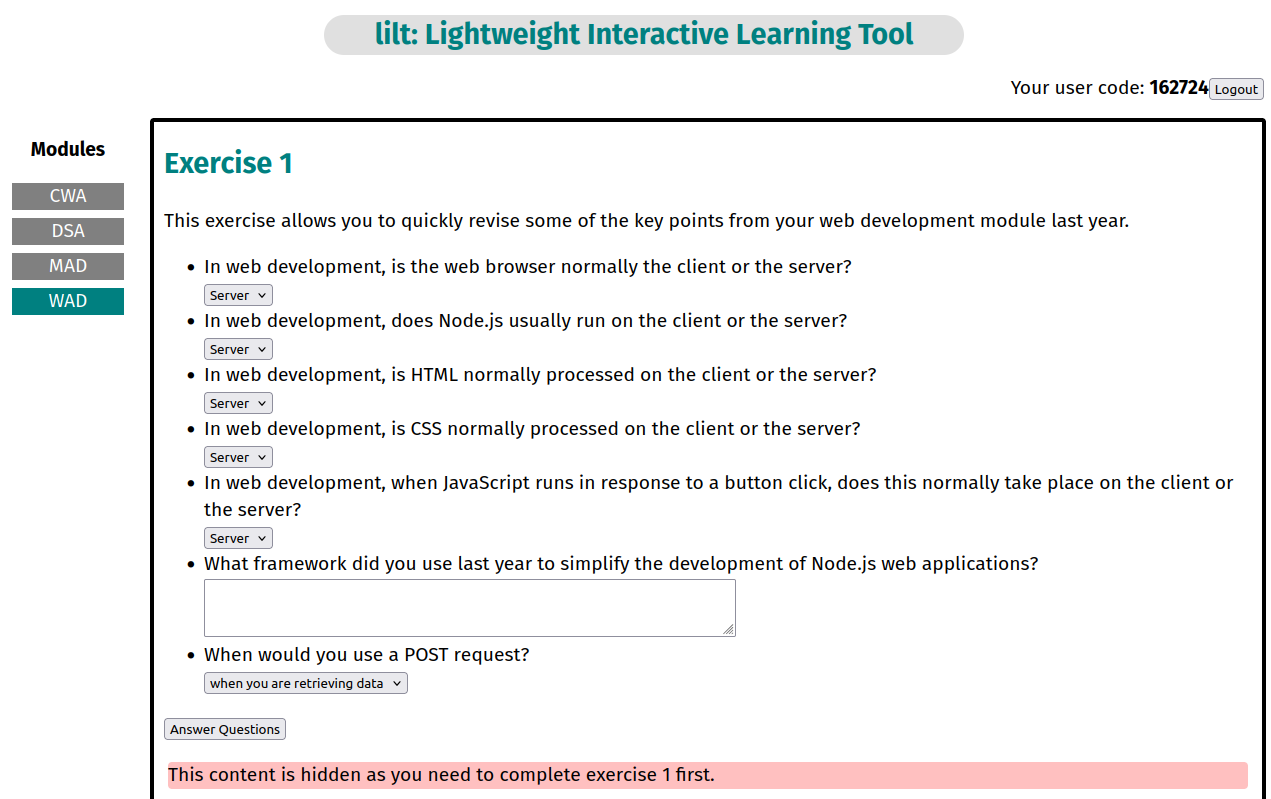 lilt: Lightweight Interactive Learning Tool
Your user code: 162724 Logout
Modules
CWA
DSA
MAD
WAD
Exercise 1
This exercise allows you to quickly revise some of the key points from your web development module last year.
• In web development, is the web browser normally the client or the server?
Server
• In web development, does Node.js usually run on the client or the server?
Server
• In web development, is HTML normally processed on the client or the server?
Server
• In web development, is CSS normally processed on the client or the server?
Server
• In web development, when JavaScript runs in response to a button click, does this normally take place on the client or
the server?
Server
• What framework did you use last year to simplify the development of Node.js web applications?
• When would you use a POST request?
when you are retrieving data
Answer Questions
This content is hidden as you need to complete exercise 1 first.